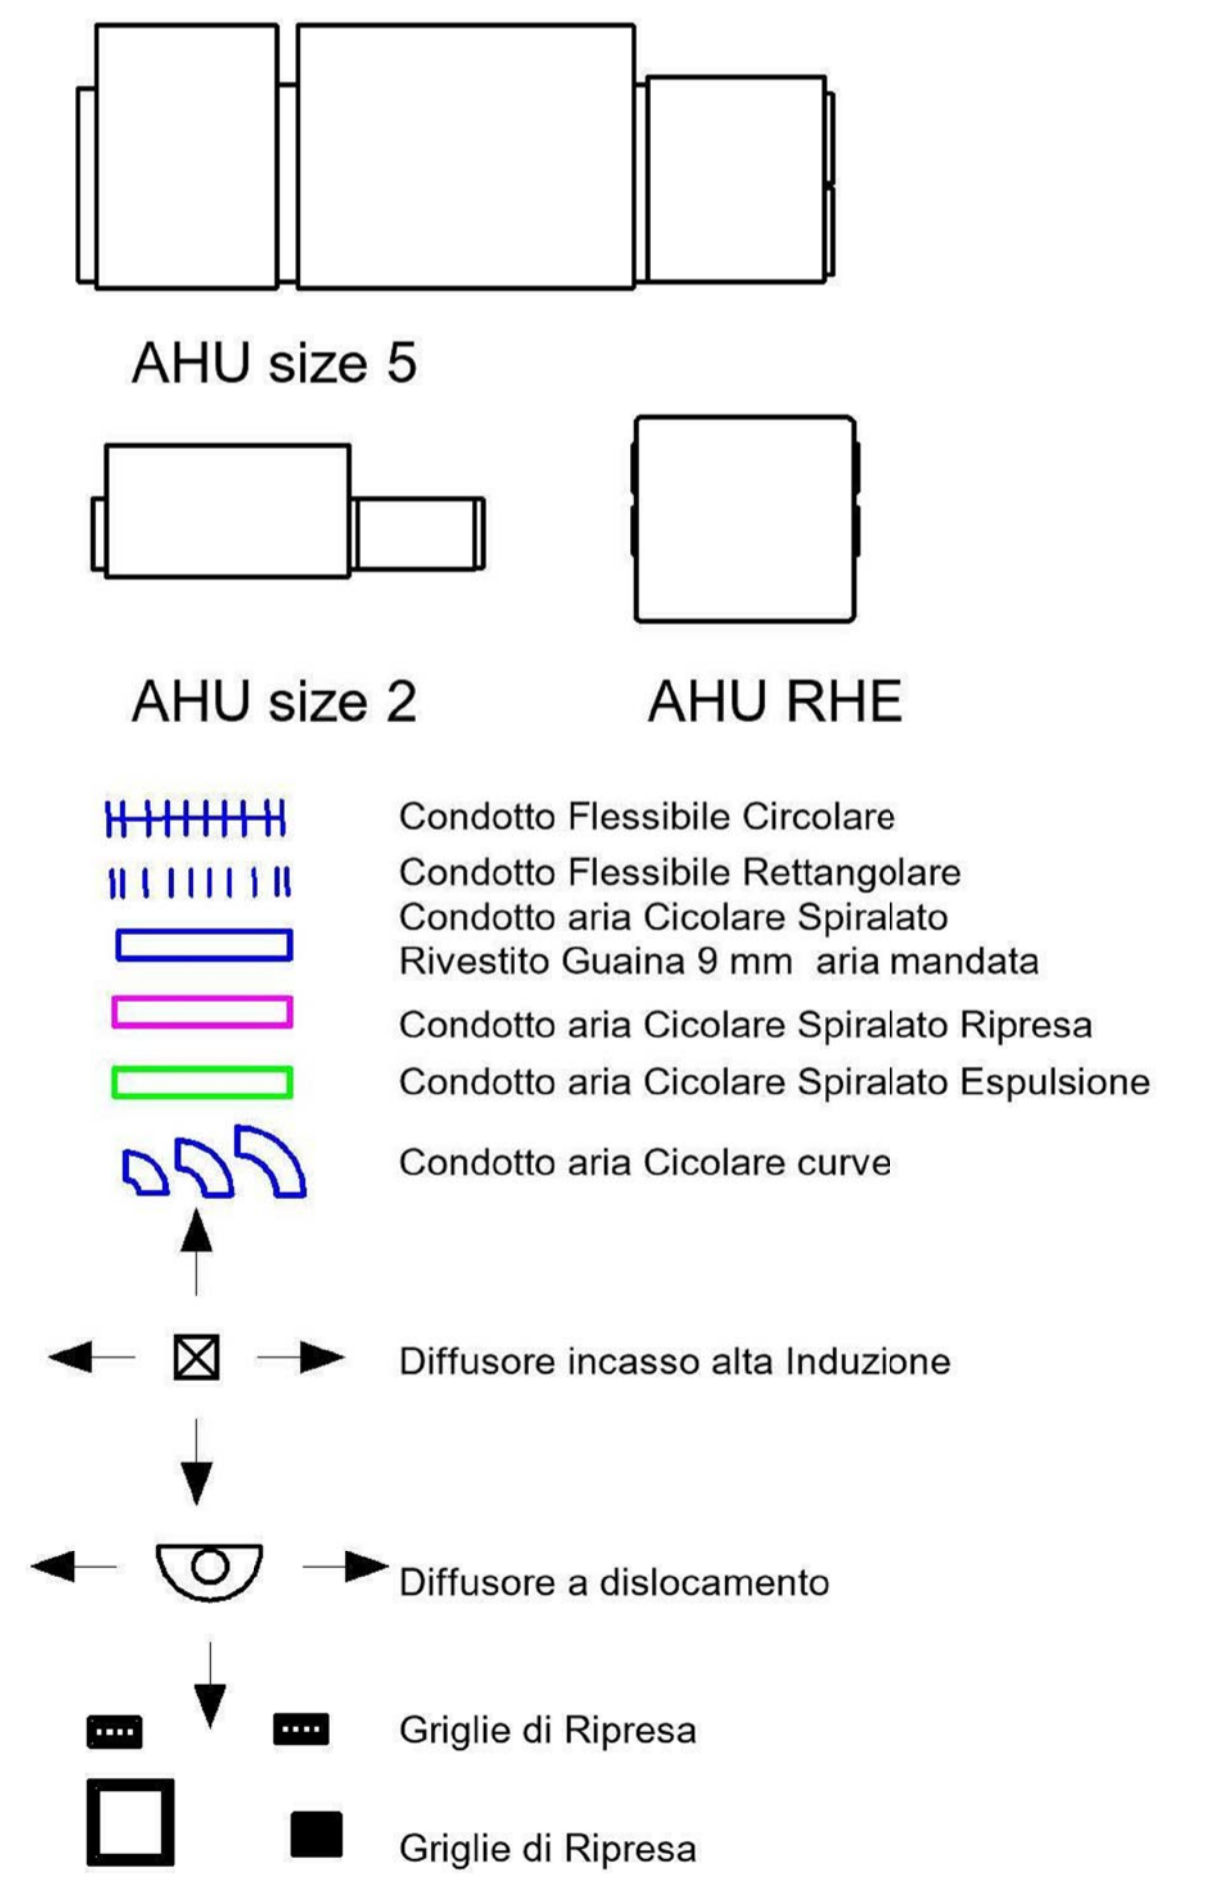 AHU size 5
AHU size 2
AHU RHE
Condotto Flessibile Circolare
Condotto Flessibile Rettangolare
Condotto aria Cicolare Spiralato
Rivestito Guaina 9 mm aria mandata
Condotto aria Cicolare Spiralato Ripresa
Condotto aria Cicolare Spiralato Espulsione
Condotto aria Cicolare curve
Diffusore incasso alta Induzione
Diffusore a dislocamento
Griglie di Ripresa
Griglie di Ripresa